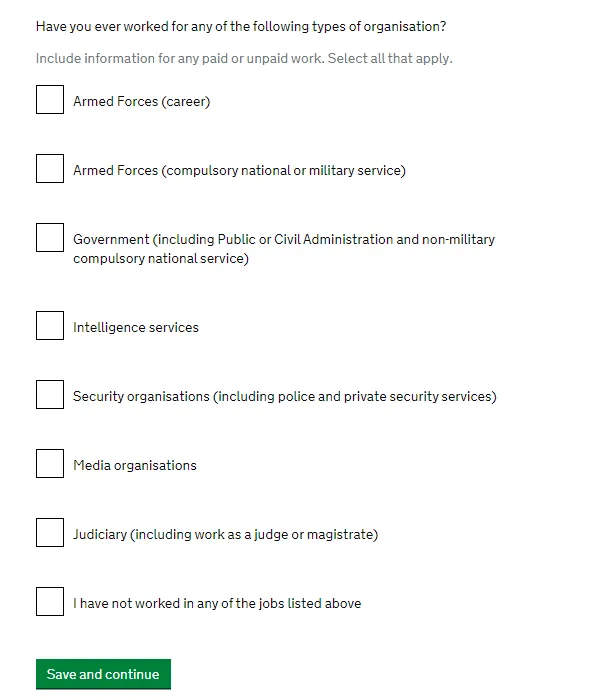 Have you ever worked for any of the following types of organisation?
Include information for any paid or unpaid work. Select all that apply.
Armed Forces (career)
Armed Forces (compulsory national or military service)
Government (including Public or Civil Administration and non-military
compulsory national service)
Intelligence services
Security organisations (including police and private security services)
Media organisations
Judiciary (including work as a judge or magistrate)
I have not worked in any of the jobs listed above
Save and continue